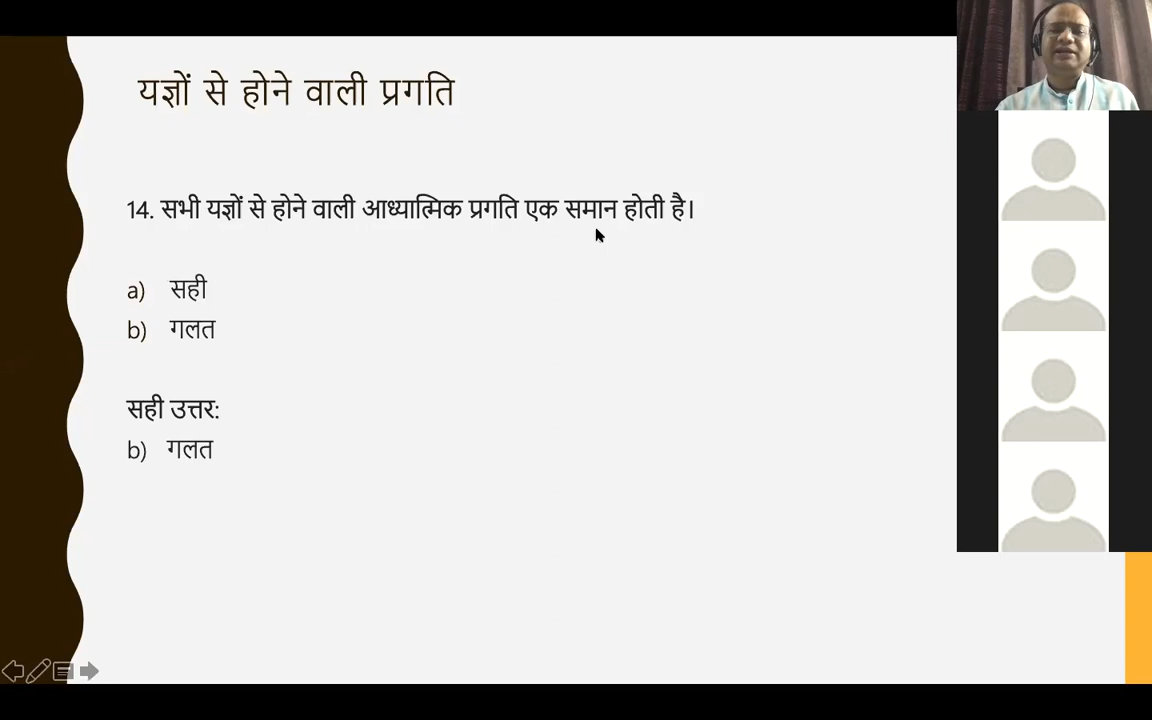 यज्ञों से होने वाली प्रगति
14. सभी यज्ञों से होने वाली आध्यात्मिक प्रगति एक समान होती है।
a) सही
b) गलत
सही उत्तर:
b) गलत